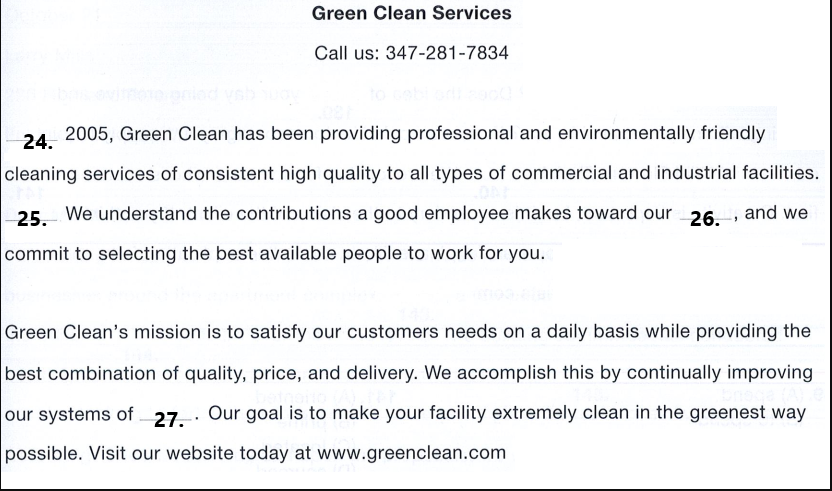 Green Clean Services
Call us: 347-281-7834
24. 2005, Green Clean has been providing professional and environmentally friendly
cleaning services of consistent high quality to all types of commercial and industrial facilities.
25. We understand the contributions a good employee makes toward our 26. , and we
commit to selecting the best available people to work for you.
Green Clean's mission is to satisfy our customers needs on a daily basis while providing the
best combination of quality, price, and delivery. We accomplish this by continually improving
our systems of 27. . Our goal is to make your facility extremely clean in the greenest way
possible. Visit our website today at www.greenclean.com